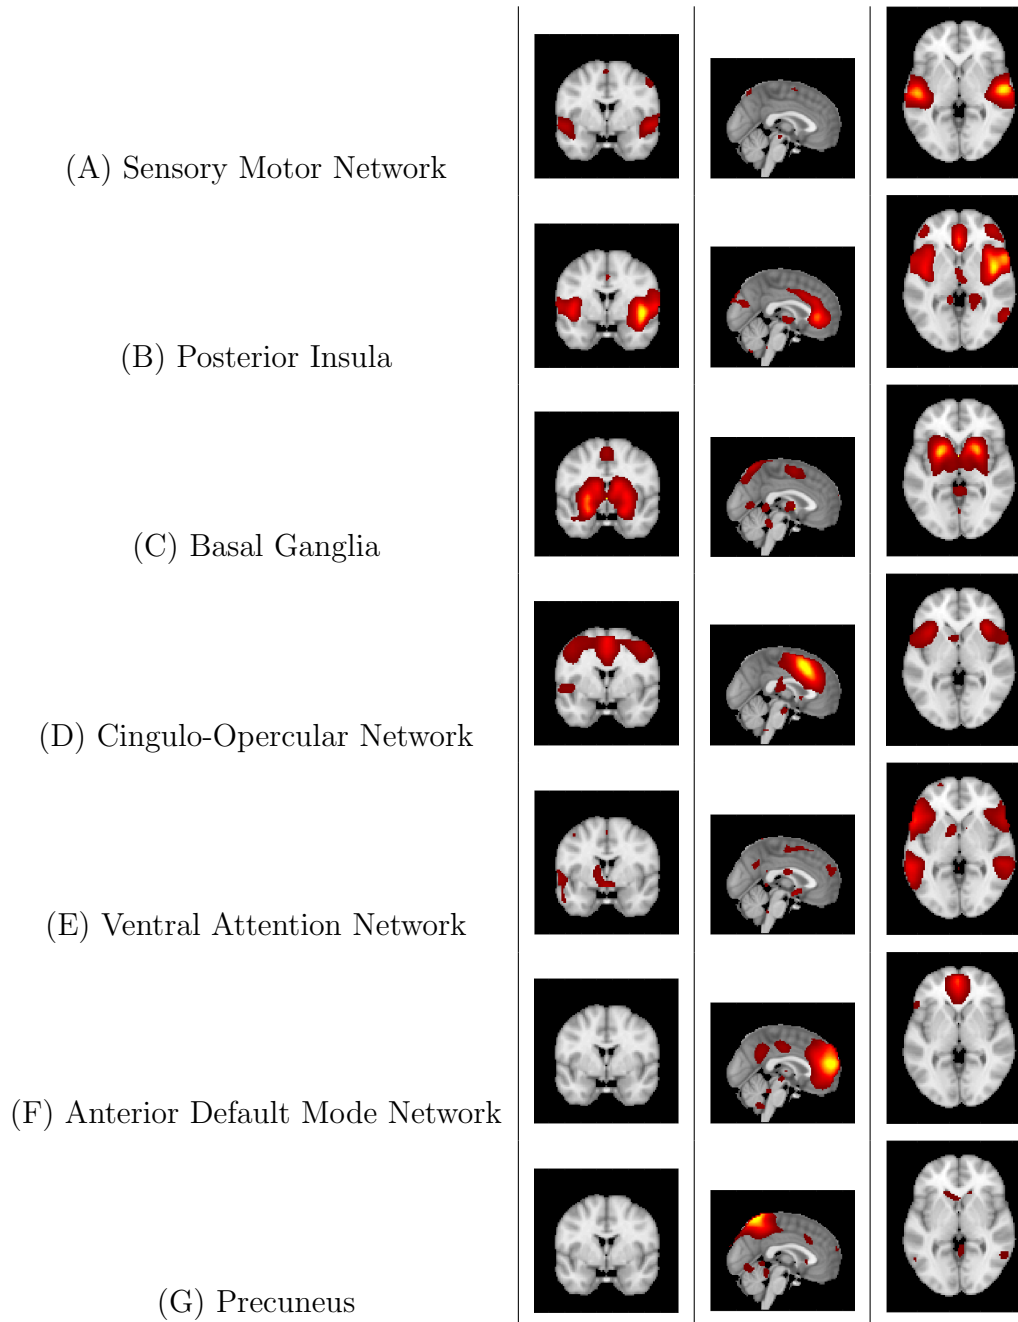 (A) Sensory Motor Network
(B) Posterior Insula
(C) Basal Ganglia
(D) Cingulo-Opercular Network
(E) Ventral Attention Network
(F) Anterior Default Mode Network
(G) Precuneus